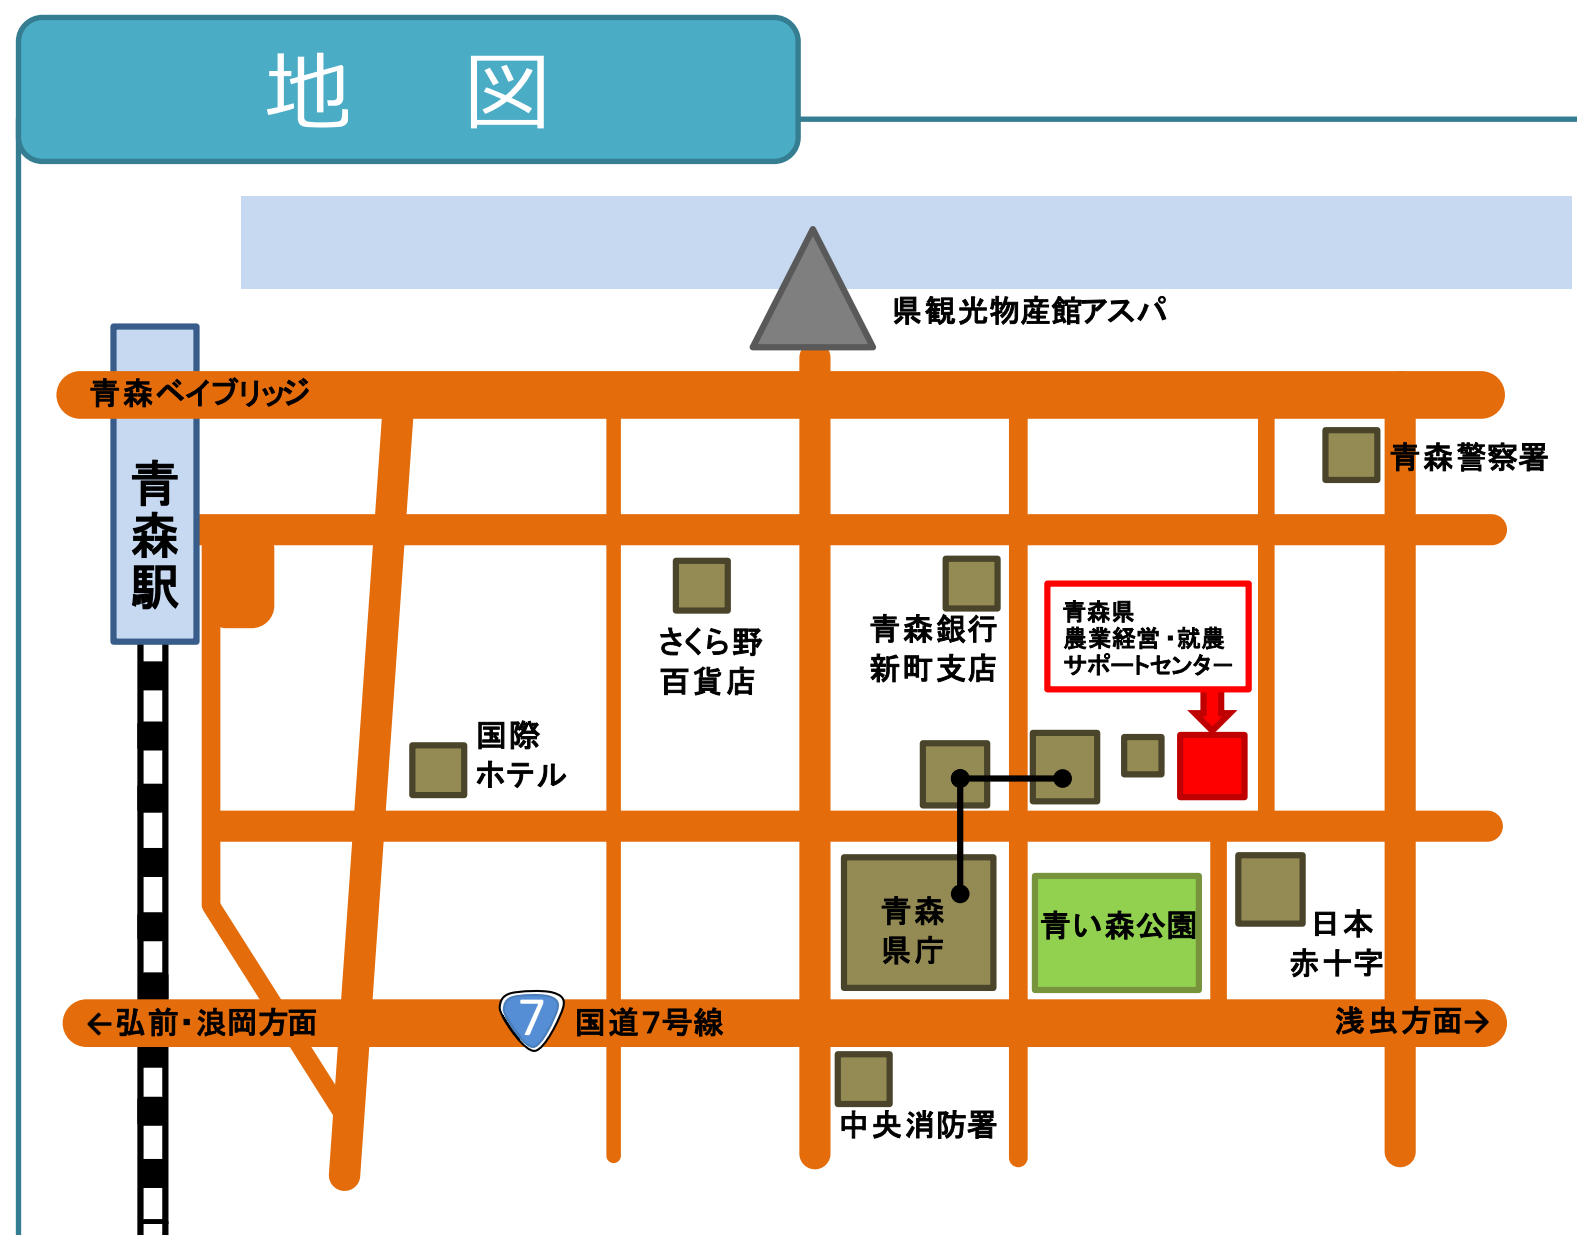 地　図
県観光物産館アスパ
青森ベイブリッジ
青森駅
青森警察署
さくら野
百貨店
青森銀行
新町支店
青森県
農業経営・就農
サポートセンター
国際
ホテル
青森
県庁
青い森公園
日本
赤十字
←弘前・浪岡方面
7
国道7号線
浅虫方面→
中央消防署